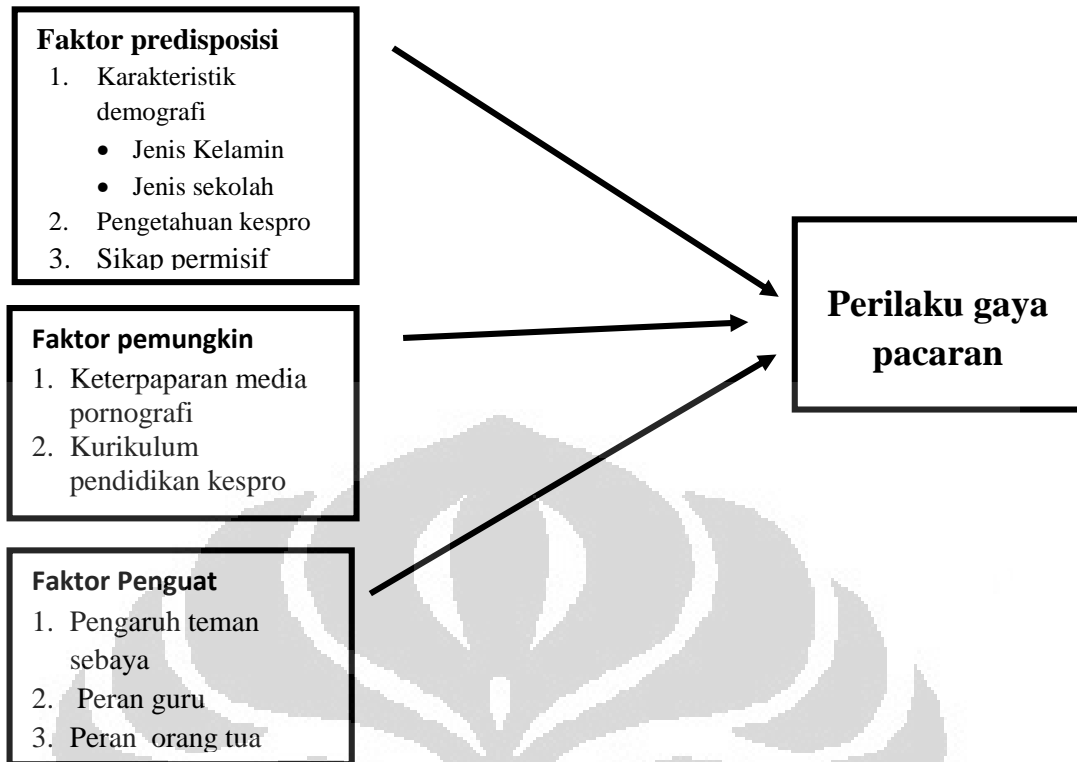 Faktor predisposisi
1. Karakteristik
demografi
• Jenis Kelamin
• Jenis sekolah
2. Pengetahuan kespro
3. Sikap permisif
Faktor pemungkin
1. Keterpaparan media
pornografi
2. Kurikulum
pendidikan kespro
Faktor Penguat
1. Pengaruh teman
sebaya
2. Peran guru
3. Peran orang tua
Perilaku gaya
pacaran